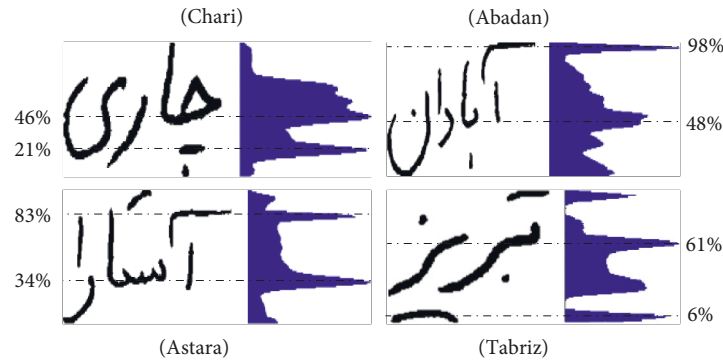 (Chari) (Abadan)
46%
21%
چاری
98%
48%
آبادان
83%
34%
آستارا
61%
6%
تبریز
(Astara) (Tabriz)